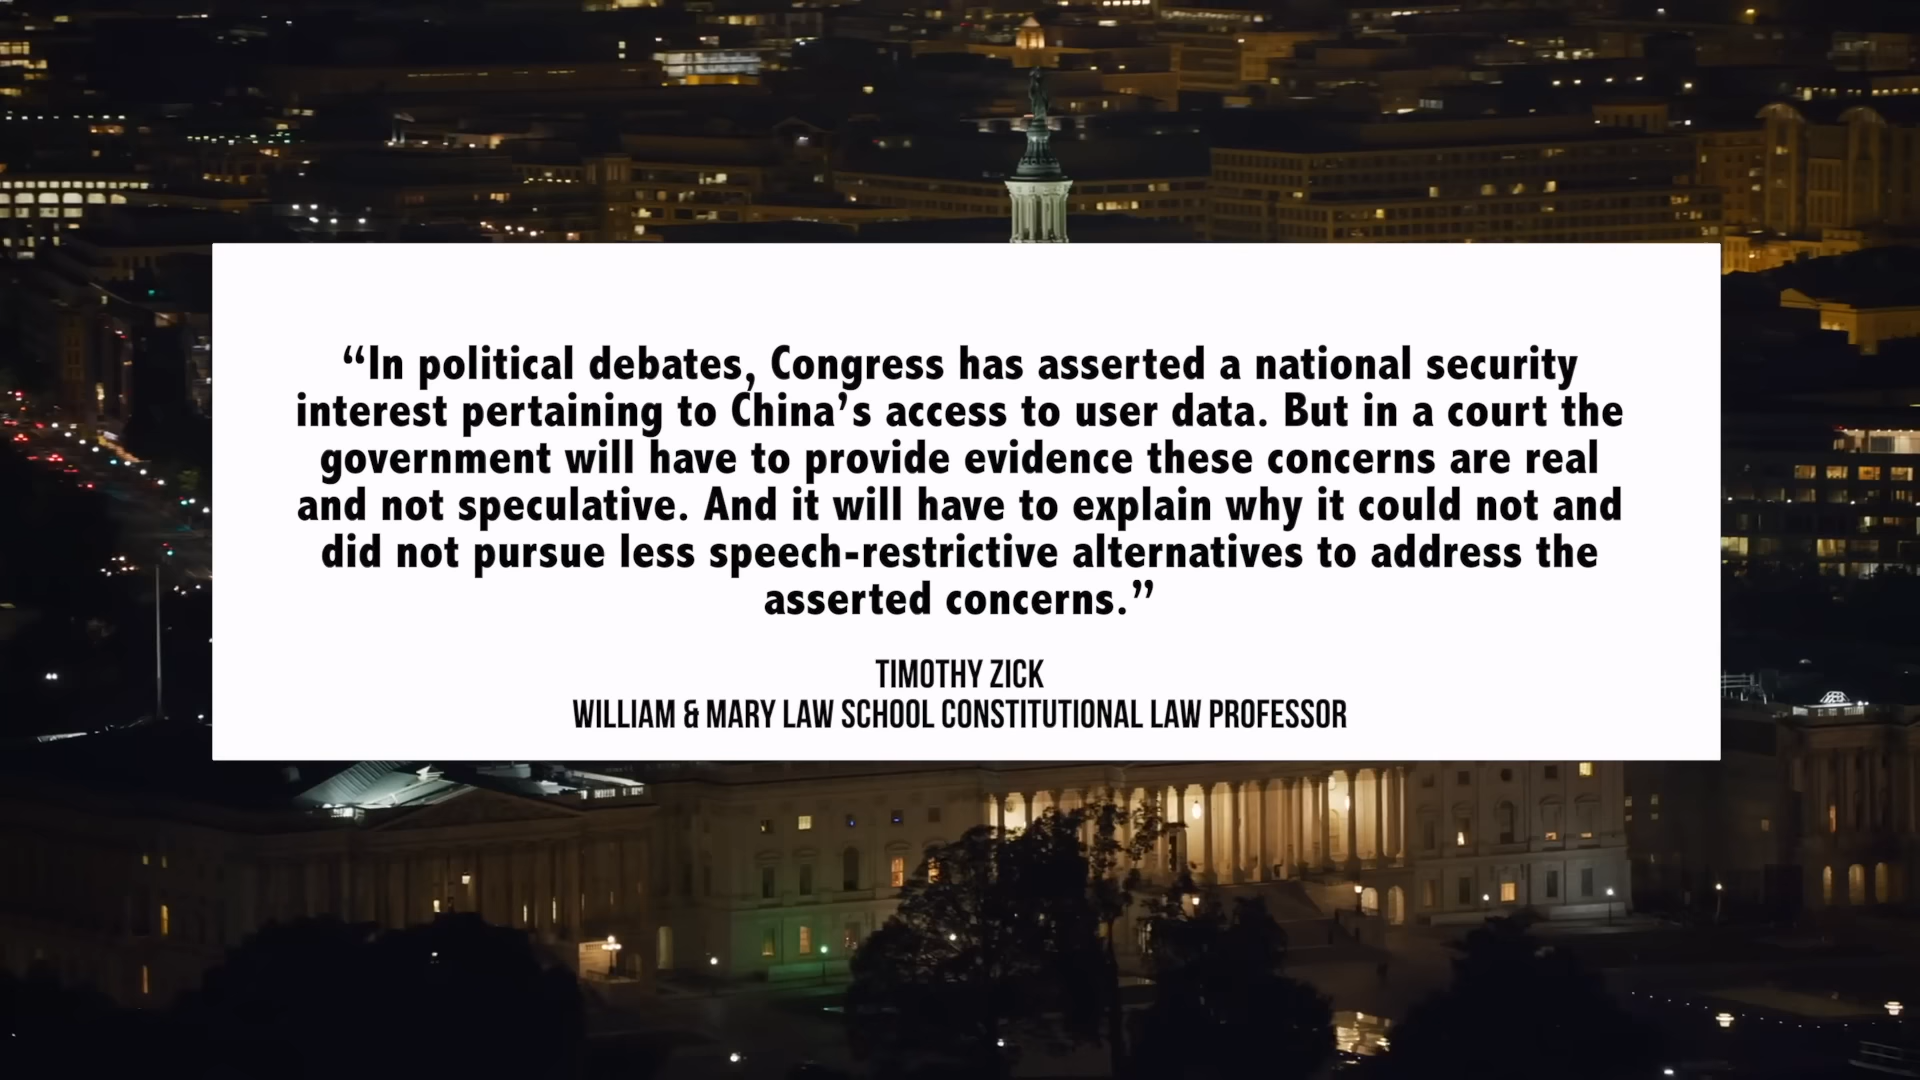 “In political debates, Congress has asserted a national security
interest pertaining to China’s access to user data. But in a court the
government will have to provide evidence these concerns are real
and not speculative. And it will have to explain why it could not and
did not pursue less speech-restrictive alternatives to address the
asserted concerns.”
TIMOTHY ZICK
WILLIAM & MARY LAW SCHOOL CONSTITUTIONAL LAW PROFESSOR